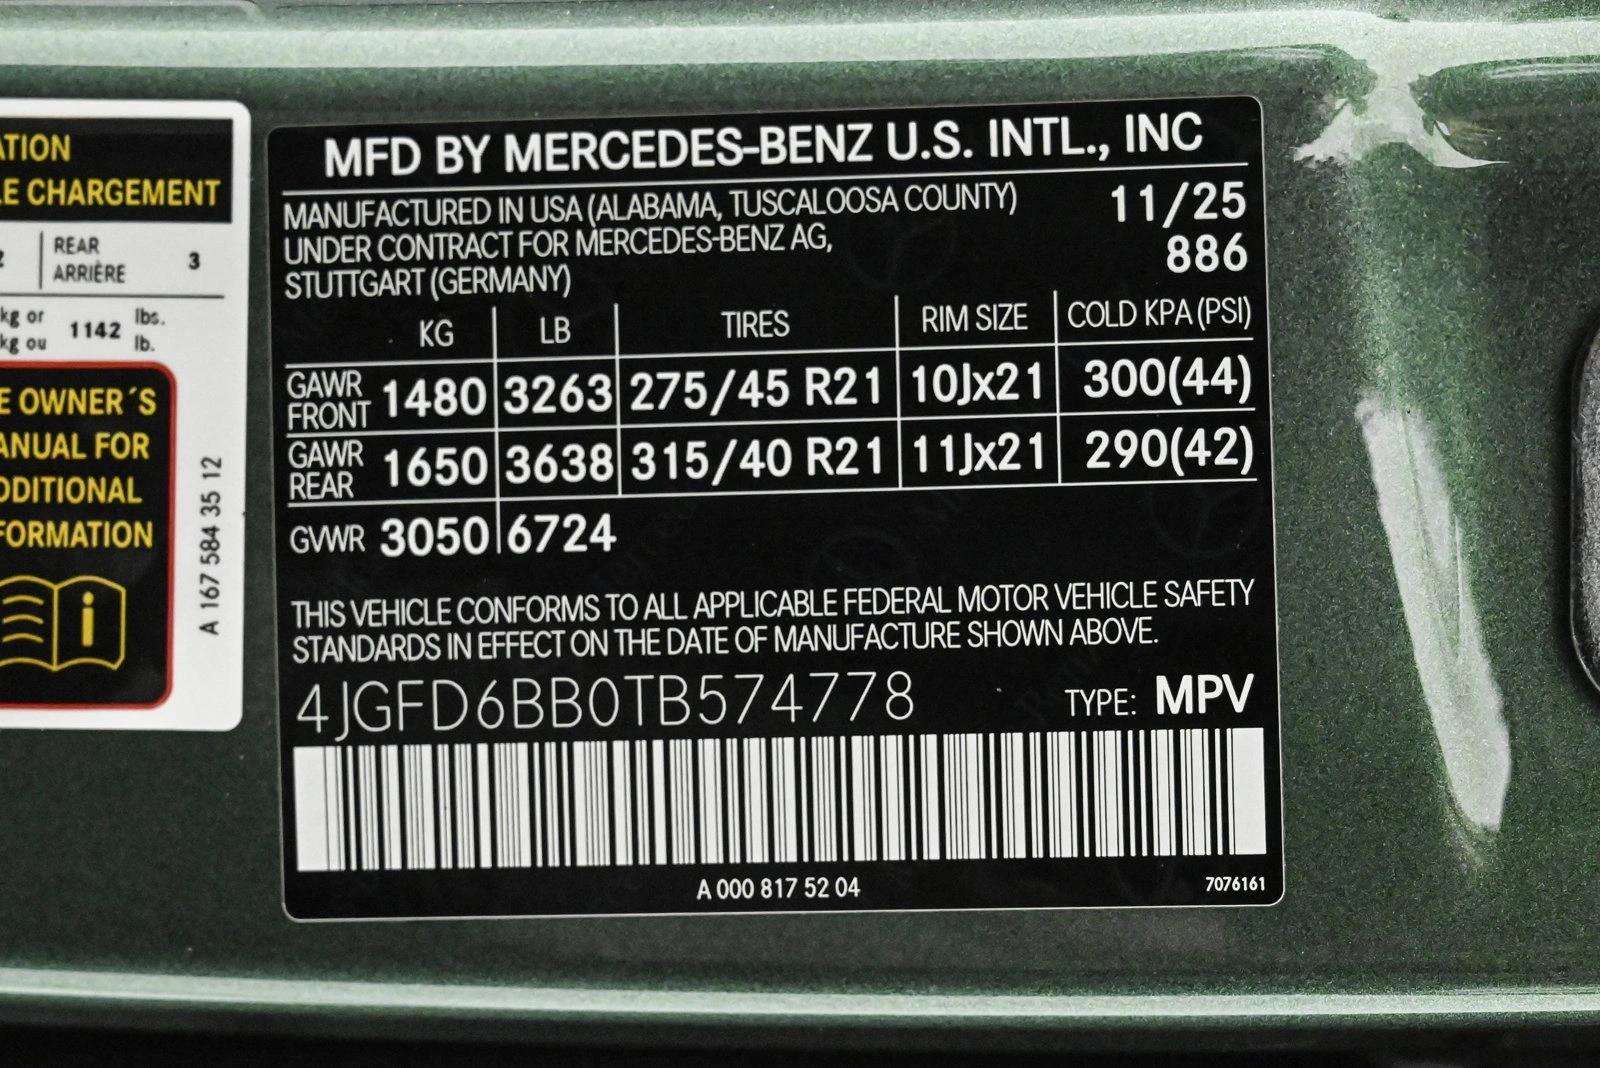 ATION
LE CHARGEMENT
2 REAR ARRIÈRE 3
kg or 1142 lbs.
kg ou lb.
E OWNER´S
ANUAL FOR
DDITIONAL
FORMATION
i
A 167 584 35 12
MFD BY MERCEDES-BENZ U.S. INTL., INC
MANUFACTURED IN USA (ALABAMA, TUSCALOOSA COUNTY) 11/25
UNDER CONTRACT FOR MERCEDES-BENZ AG, 886
STUTTGART (GERMANY)
KG LB TIRES RIM SIZE COLD KPA (PSI)
GAWR FRONT 1480 3263 275/45 R21 10Jx21 300(44)
GAWR REAR 1650 3638 315/40 R21 11Jx21 290(42)
GVWR 3050 6724
THIS VEHICLE CONFORMS TO ALL APPLICABLE FEDERAL MOTOR VEHICLE SAFETY
STANDARDS IN EFFECT ON THE DATE OF MANUFACTURE SHOWN ABOVE.
4JGFD6BB0TB574778 TYPE: MPV
A 000 817 52 04 7076161